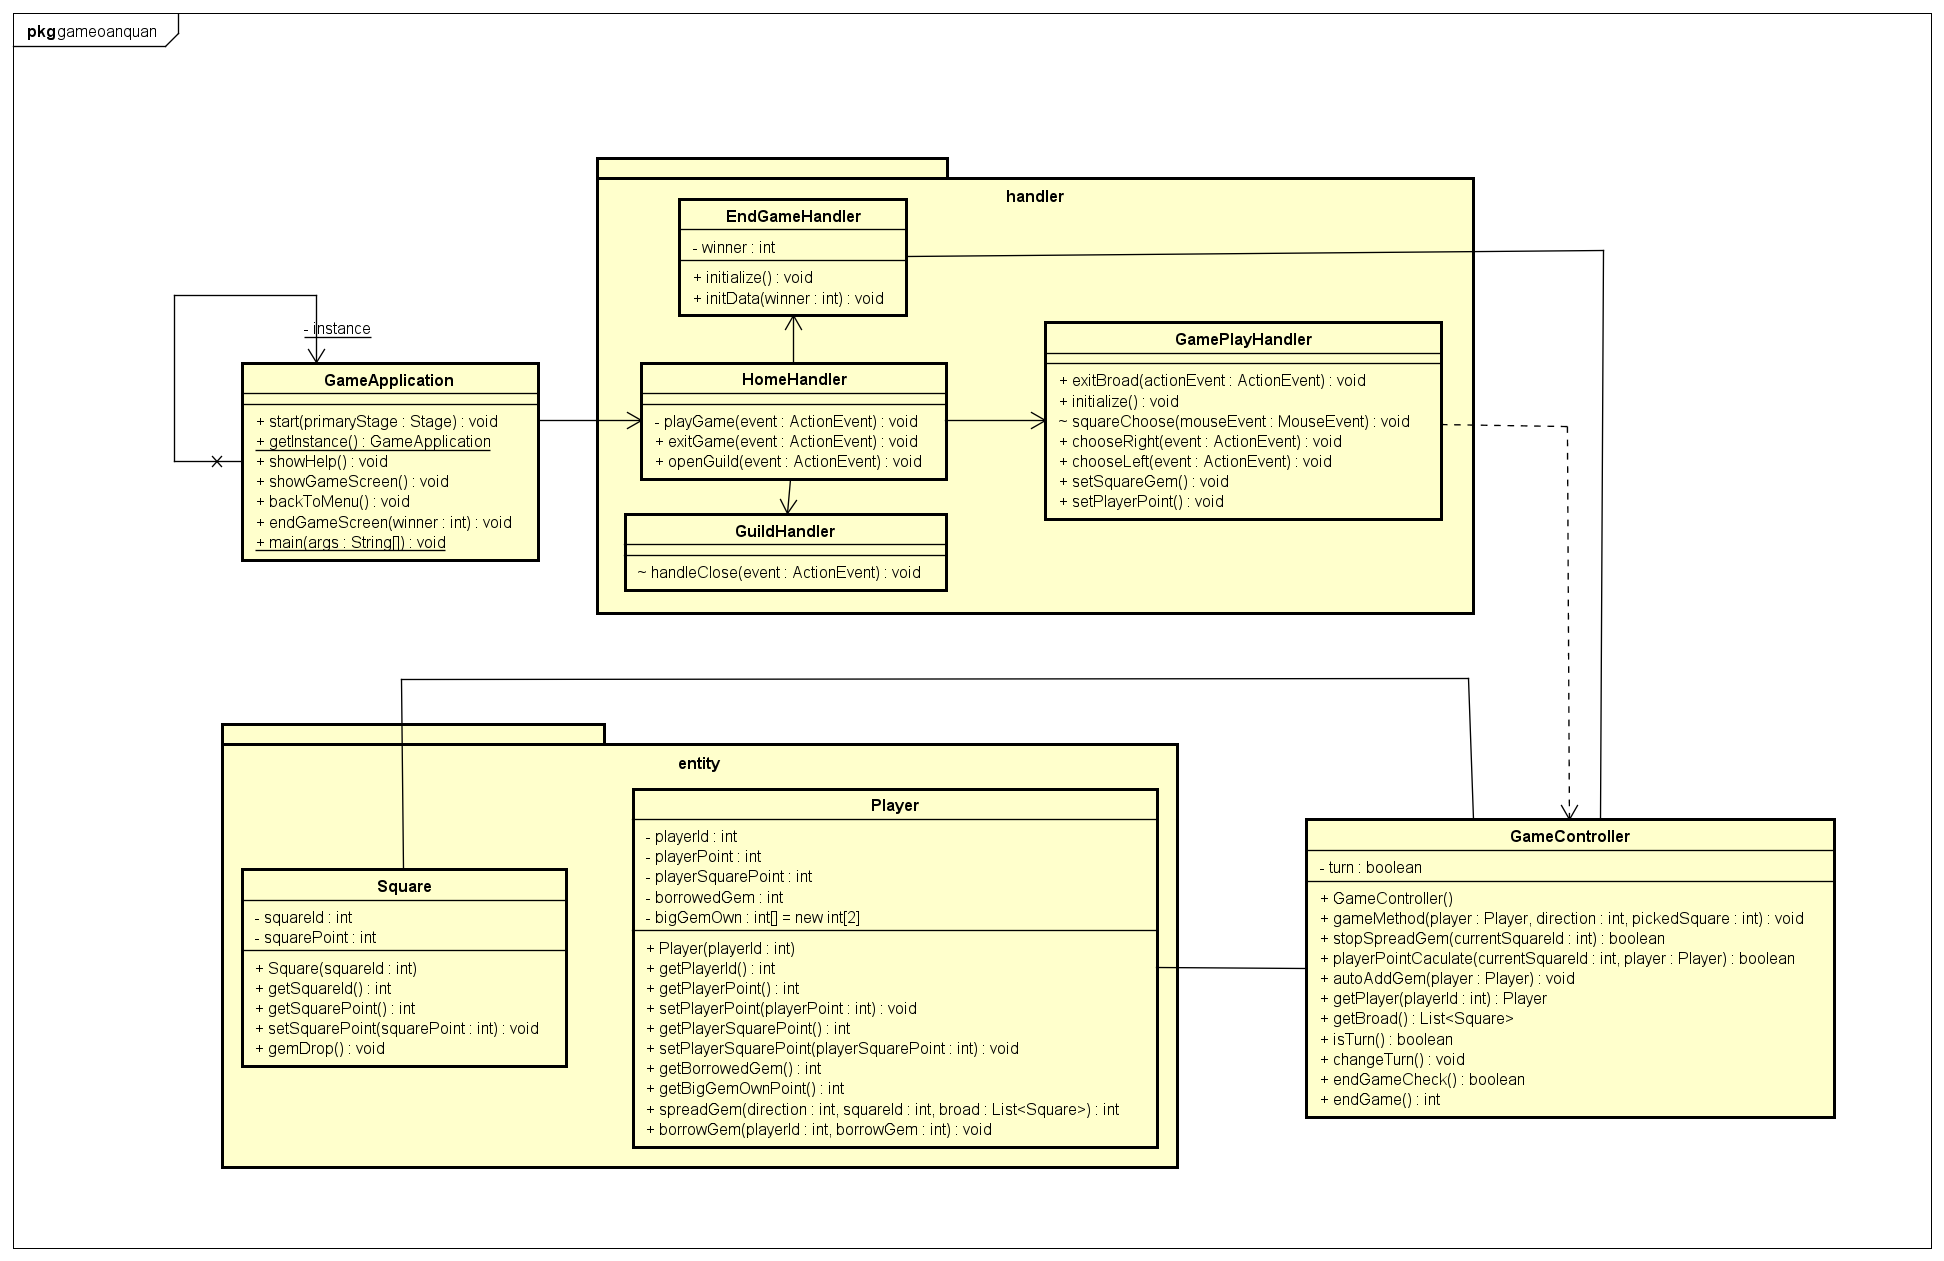 pkg gameoanquan
handler
EndGameHandler
- winner : int
+ initialize() : void
+ initData(winner : int) : void
- instance
GameApplication
+ start(primaryStage : Stage) : void
+ getInstance() : GameApplication
+ showHelp() : void
+ showGameScreen() : void
+ backToMenu() : void
+ endGameScreen(winner : int) : void
+ main(args : String[]) : void
HomeHandler
- playGame(event : ActionEvent) : void
+ exitGame(event : ActionEvent) : void
+ openGuild(event : ActionEvent) : void
GamePlayHandler
+ exitBroad(actionEvent : ActionEvent) : void
+ initialize() : void
~ squareChoose(mouseEvent : MouseEvent) : void
+ chooseRight(event : ActionEvent) : void
+ chooseLeft(event : ActionEvent) : void
+ setSquareGem() : void
+ setPlayerPoint() : void
GuildHandler
~ handleClose(event : ActionEvent) : void
entity
Square
- squareId : int
- squarePoint : int
+ Square(squareId : int)
+ getSquareId() : int
+ getSquarePoint() : int
+ setSquarePoint(squarePoint : int) : void
+ gemDrop() : void
Player
- playerId : int
- playerPoint : int
- playerSquarePoint : int
- borrowedGem : int
- bigGemOwn : int[] = new int[2]
+ Player(playerId : int)
+ getPlayerId() : int
+ getPlayerPoint() : int
+ setPlayerPoint(playerPoint : int) : void
+ getPlayerSquarePoint() : int
+ setPlayerSquarePoint(playerSquarePoint : int) : void
+ getBorrowedGem() : int
+ getBigGemOwnPoint() : int
+ spreadGem(direction : int, squareId : int, broad : List<Square>) : int
+ borrowGem(playerId : int, borrowGem : int) : void
GameController
- turn : boolean
+ GameController()
+ gameMethod(player : Player, direction : int, pickedSquare : int) : void
+ stopSpreadGem(currentSquareId : int) : boolean
+ playerPointCaculate(currentSquareId : int, player : Player) : boolean
+ autoAddGem(player : Player) : void
+ getPlayer(playerId : int) : Player
+ getBroad() : List<Square>
+ isTurn() : boolean
+ changeTurn() : void
+ endGameCheck() : boolean
+ endGame() : int